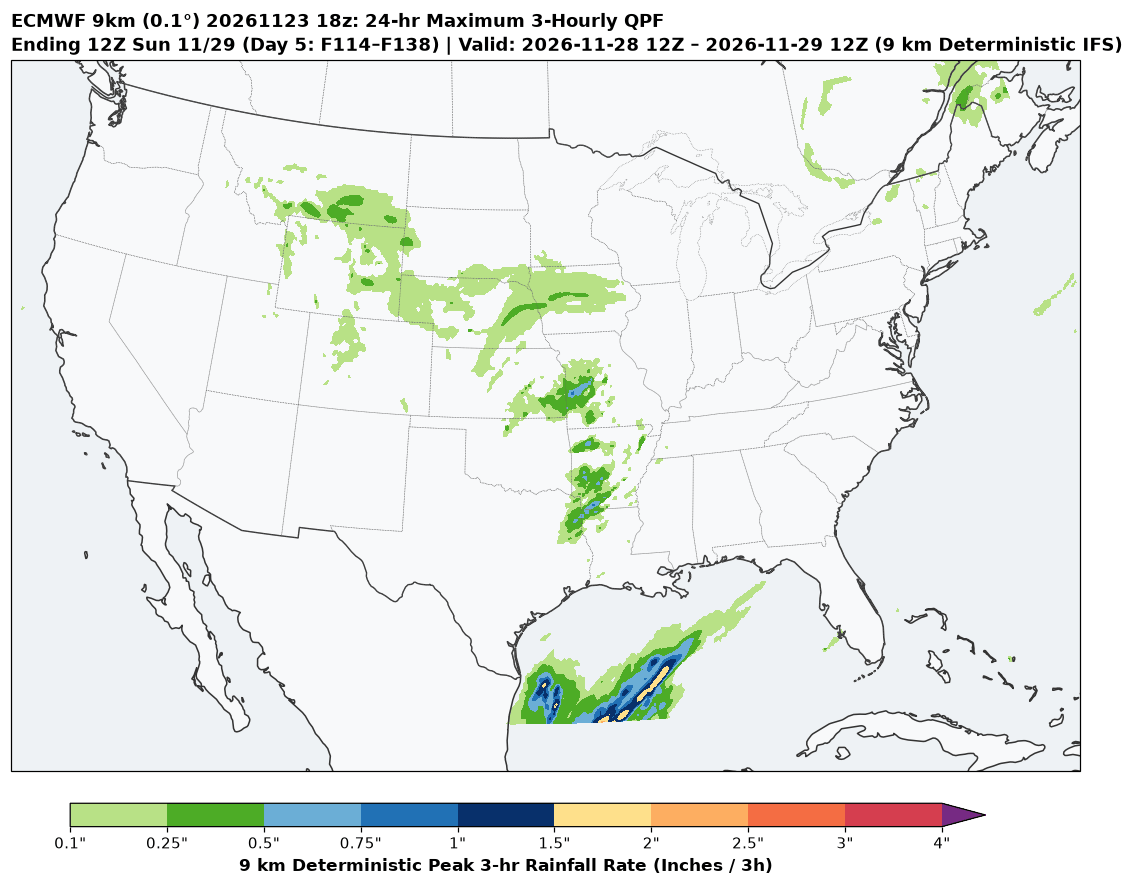 ECMWF 9km (0.1°) 20261123 18z: 24-hr Maximum 3-Hourly QPF
Ending 12Z Sun 11/29 (Day 5: F114–F138) | Valid: 2026-11-28 12Z – 2026-11-29 12Z (9 km Deterministic IFS)
0.1" 0.25" 0.5" 0.75" 1" 1.5" 2" 2.5" 3" 4"
9 km Deterministic Peak 3-hr Rainfall Rate (Inches / 3h)